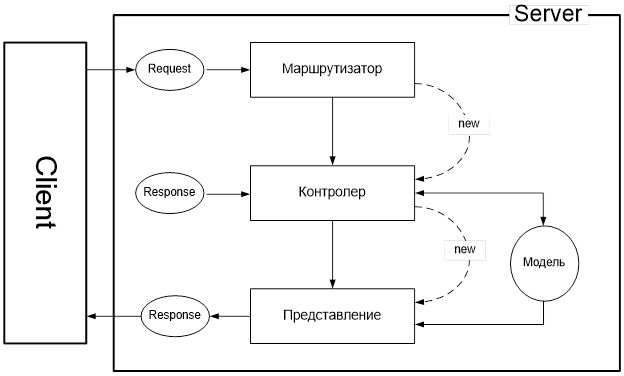 Server
Client
Request
Маршрутизатор
new
Response
Контролер
new
Модель
Response
Представление